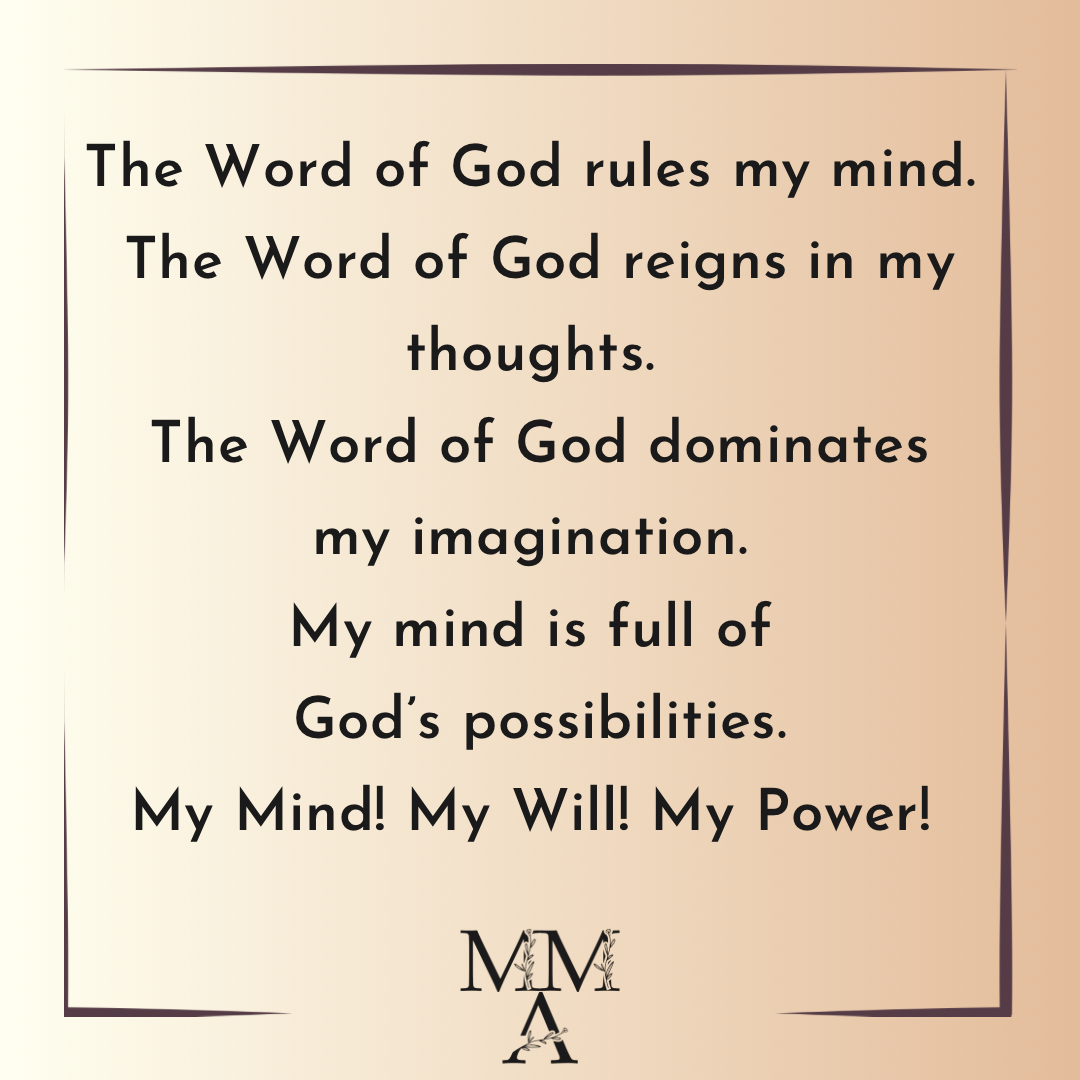 The Word of God rules my mind.
The Word of God reigns in my
thoughts.
The Word of God dominates
my imagination.
My mind is full of
God’s possibilities.
My Mind! My Will! My Power!
MM
A